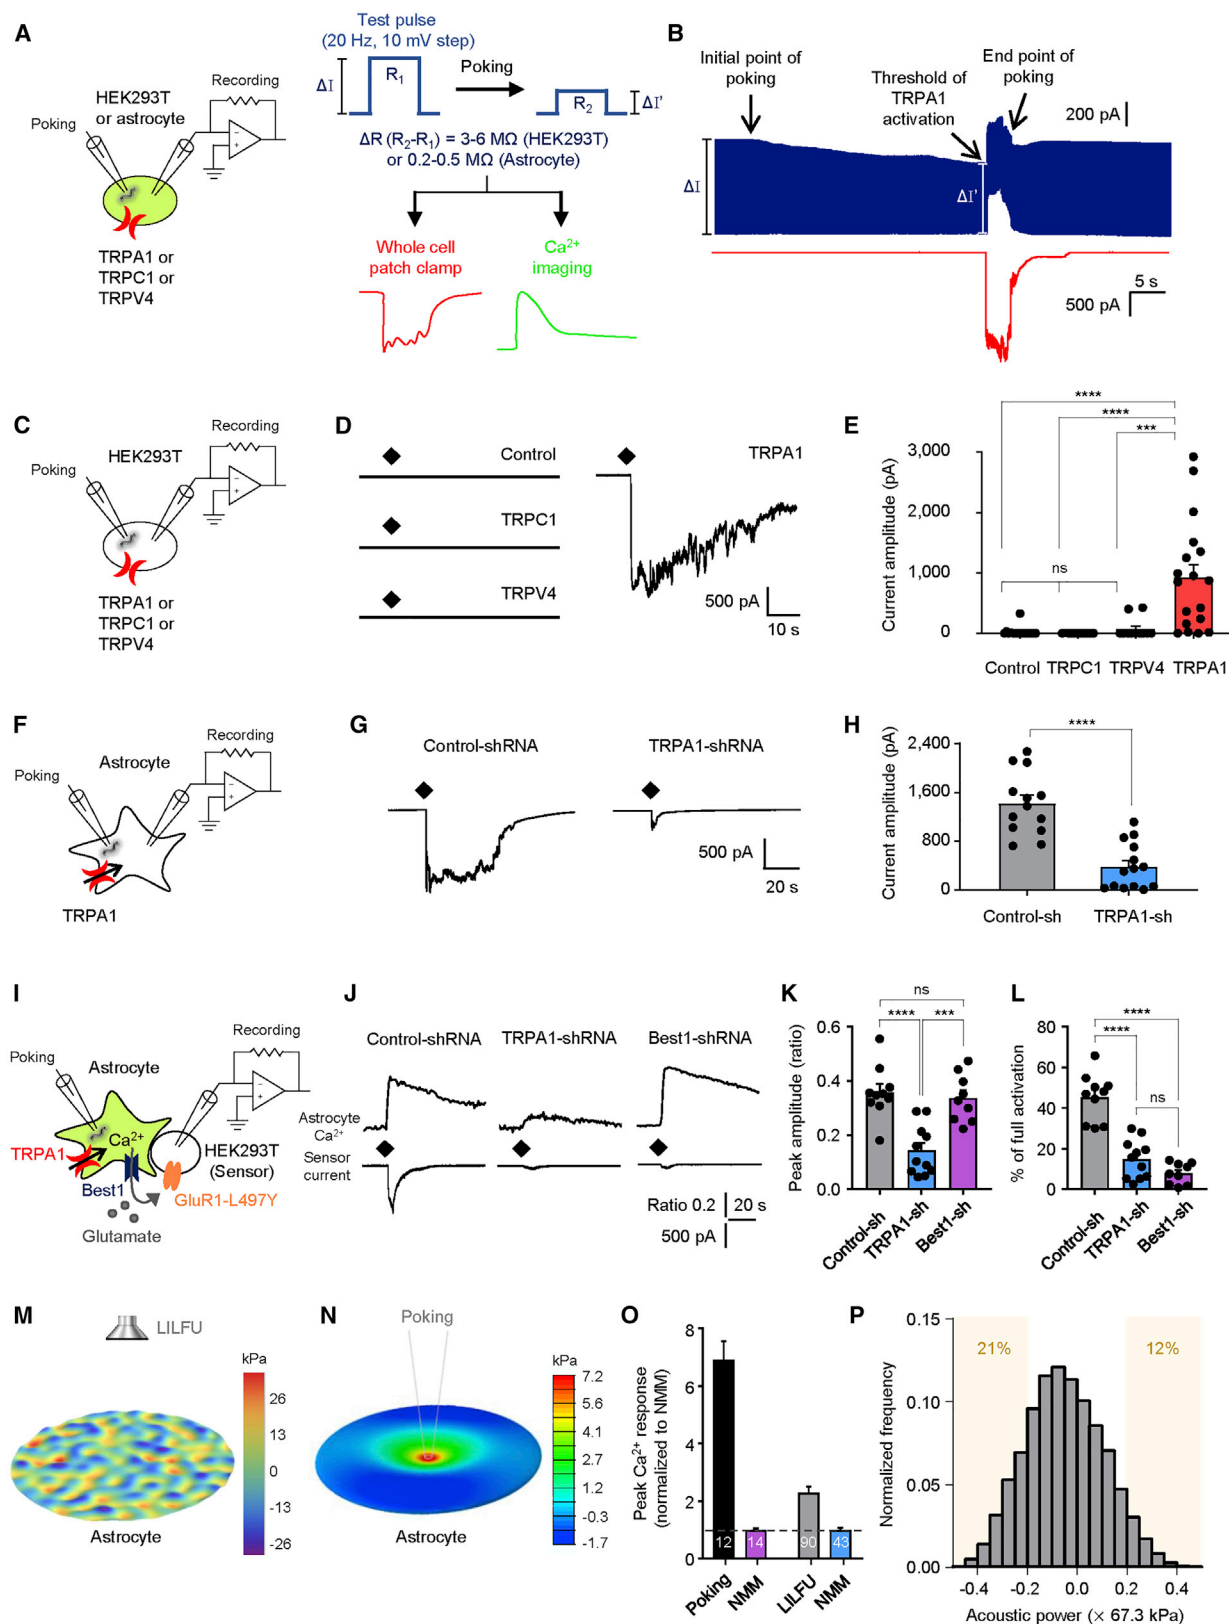 A
HEK293T
or astrocyte
Poking
Recording
TRPA1 or
TRPC1 or
TRPV4
Test pulse
(20 Hz, 10 mV step)
ΔI
R1
Poking
R2
ΔI'
ΔR (R2-R1) = 3-6 MΩ (HEK293T)
or 0.2-0.5 MΩ (Astrocyte)
Whole cell
patch clamp
Ca2+
imaging
B
Initial point of
poking
Threshold of
TRPA1
activation
End point of
poking
200 pA
ΔI
ΔI'
5 s
500 pA
C
HEK293T
Poking
Recording
TRPA1 or
TRPC1 or
TRPV4
D
Control
TRPC1
TRPV4
TRPA1
500 pA
10 s
E
****
****
***
ns
Current amplitude (pA)
3,000
2,000
1,000
0
Control
TRPC1
TRPV4
TRPA1
F
Astrocyte
Poking
Recording
TRPA1
G
Control-shRNA
TRPA1-shRNA
500 pA
20 s
H
****
Current amplitude (pA)
2,400
1,600
800
0
Control-sh
TRPA1-sh
I
Poking
Astrocyte
Recording
TRPA1
Ca2+
Best1
HEK293T
(Sensor)
GluR1-L497Y
Glutamate
J
Control-shRNA
TRPA1-shRNA
Best1-shRNA
Astrocyte
Ca2+
Sensor
current
Ratio 0.2
20 s
500 pA
K
ns
****
***
Peak amplitude (ratio)
0.6
0.4
0.2
0.0
Control-sh
TRPA1-sh
Best1-sh
L
****
****
ns
% of full activation
80
60
40
20
0
Control-sh
TRPA1-sh
Best1-sh
M
LILFU
kPa
26
13
0
-13
-26
Astrocyte
N
Poking
kPa
7.2
5.6
4.1
2.7
1.2
-0.3
-1.7
Astrocyte
O
Peak Ca2+ response
(normalized to NMM)
8
6
4
2
0
12
14
90
43
Poking
NMM
LILFU
NMM
P
Normalized frequency
0.15
0.10
0.05
0.00
21%
12%
-0.4
-0.2
0.0
0.2
0.4
Acoustic power (× 67.3 kPa)